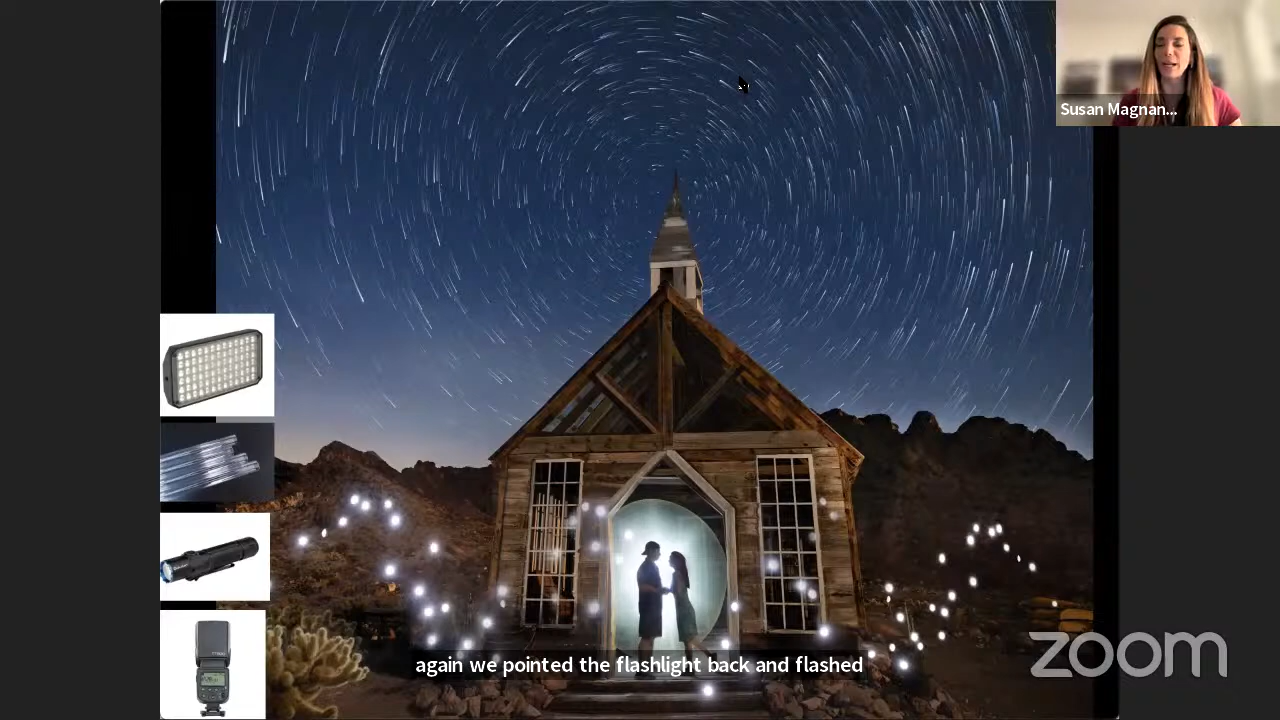 Susan Magnan...
again we pointed the flashlight back and flashed
zoom